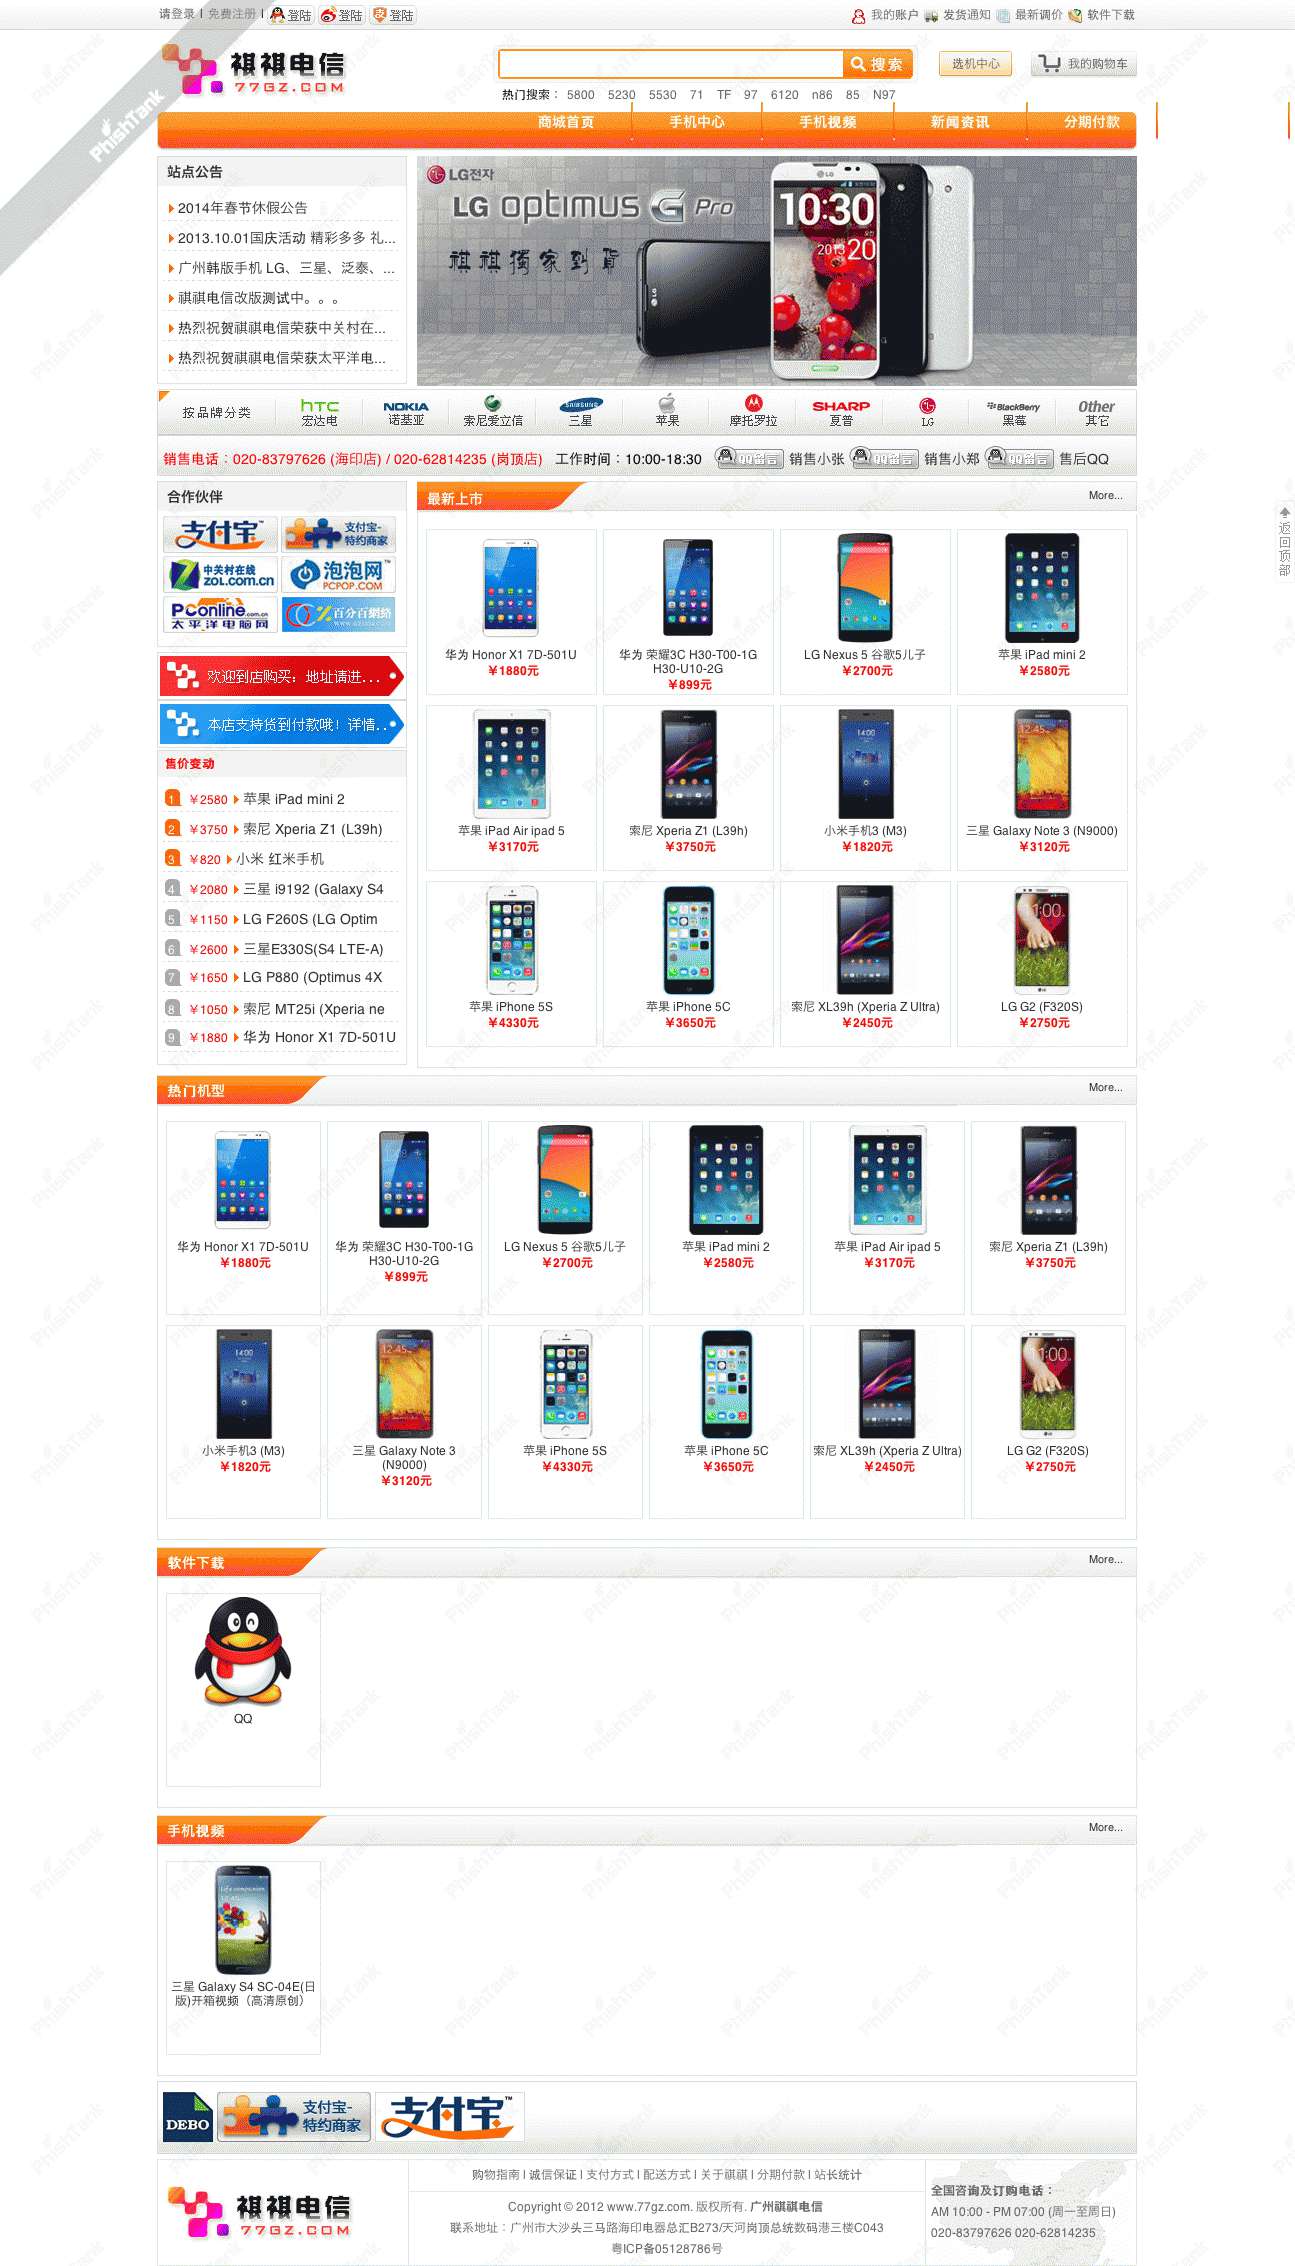 请登录 | 免费注册 | 登陆 登陆 登陆
我的账户 发货通知 最新调价 软件下载
PhishTank
祺祺电信
77GZ.COM
搜索
选机中心
我的购物车
热门搜索： 5800 5230 5530 71 TF 97 6120 n86 85 N97
商城首页 手机中心 手机视频 新闻资讯 分期付款
站点公告
2014年春节休假公告
2013.10.01国庆活动 精彩多多 礼...
广州韩版手机 LG、三星、泛泰、...
祺祺电信改版测试中。。。
热烈祝贺祺祺电信荣获中关村在...
热烈祝贺祺祺电信荣获太平洋电...
LG전자
LG optimus G Pro
祺祺獨家到貨
LG
10:30
2013 20
按品牌分类
hTC 宏达电
NOKIA 诺基亚
索尼爱立信
SAMSUNG 三星
苹果
摩托罗拉
SHARP 夏普
LG
BlackBerry 黑莓
Other 其它
销售电话：020-83797626 (海印店) / 020-62814235 (岗顶店) 工作时间：10:00-18:30 QQ留言 销售小张 QQ留言 销售小郑 QQ留言 售后QQ
合作伙伴
支付宝™
支付宝-特约商家
中关村在线 ZOL.COM.CN
泡泡网 PCPOP.COM
PConline.com.cn 太平洋电脑网
百分百網絡
欢迎到店购买：地址请进...
本店支持货到付款哦！详情..
售价变动
1 ￥2580 苹果 iPad mini 2
2 ￥3750 索尼 Xperia Z1 (L39h)
3 ￥820 小米 红米手机
4 ￥2080 三星 i9192 (Galaxy S4
5 ￥1150 LG F260S (LG Optim
6 ￥2600 三星E330S(S4 LTE-A)
7 ￥1650 LG P880 (Optimus 4X
8 ￥1050 索尼 MT25i (Xperia ne
9 ￥1880 华为 Honor X1 7D-501U
最新上市
More...
返回顶部
华为 Honor X1 7D-501U
￥1880元
华为 荣耀3C H30-T00-1G
H30-U10-2G
￥899元
LG Nexus 5 谷歌5儿子
￥2700元
苹果 iPad mini 2
￥2580元
苹果 iPad Air ipad 5
￥3170元
索尼 Xperia Z1 (L39h)
￥3750元
小米手机3 (M3)
￥1820元
三星 Galaxy Note 3 (N9000)
￥3120元
苹果 iPhone 5S
￥4330元
苹果 iPhone 5C
￥3650元
索尼 XL39h (Xperia Z Ultra)
￥2450元
LG G2 (F320S)
￥2750元
热门机型
More...
华为 Honor X1 7D-501U
￥1880元
华为 荣耀3C H30-T00-1G
H30-U10-2G
￥899元
LG Nexus 5 谷歌5儿子
￥2700元
苹果 iPad mini 2
￥2580元
苹果 iPad Air ipad 5
￥3170元
索尼 Xperia Z1 (L39h)
￥3750元
小米手机3 (M3)
￥1820元
三星 Galaxy Note 3
(N9000)
￥3120元
苹果 iPhone 5S
￥4330元
苹果 iPhone 5C
￥3650元
索尼 XL39h (Xperia Z Ultra)
￥2450元
LG G2 (F320S)
￥2750元
软件下载
More...
QQ
手机视频
More...
三星 Galaxy S4 SC-04E(日
版)开箱视频（高清原创）
DEBO
支付宝-特约商家
支付宝™
祺祺电信
77GZ.COM
购物指南 | 诚信保证 | 支付方式 | 配送方式 | 关于祺祺 | 分期付款 | 站长统计
Copyright © 2012 www.77gz.com. 版权所有. 广州祺祺电信
联系地址：广州市大沙头三马路海印电器总汇B273/天河岗顶总统数码港三楼C043
粤ICP备05128786号
全国咨询及订购电话：
AM 10:00 - PM 07:00 (周一至周日)
020-83797626 020-62814235